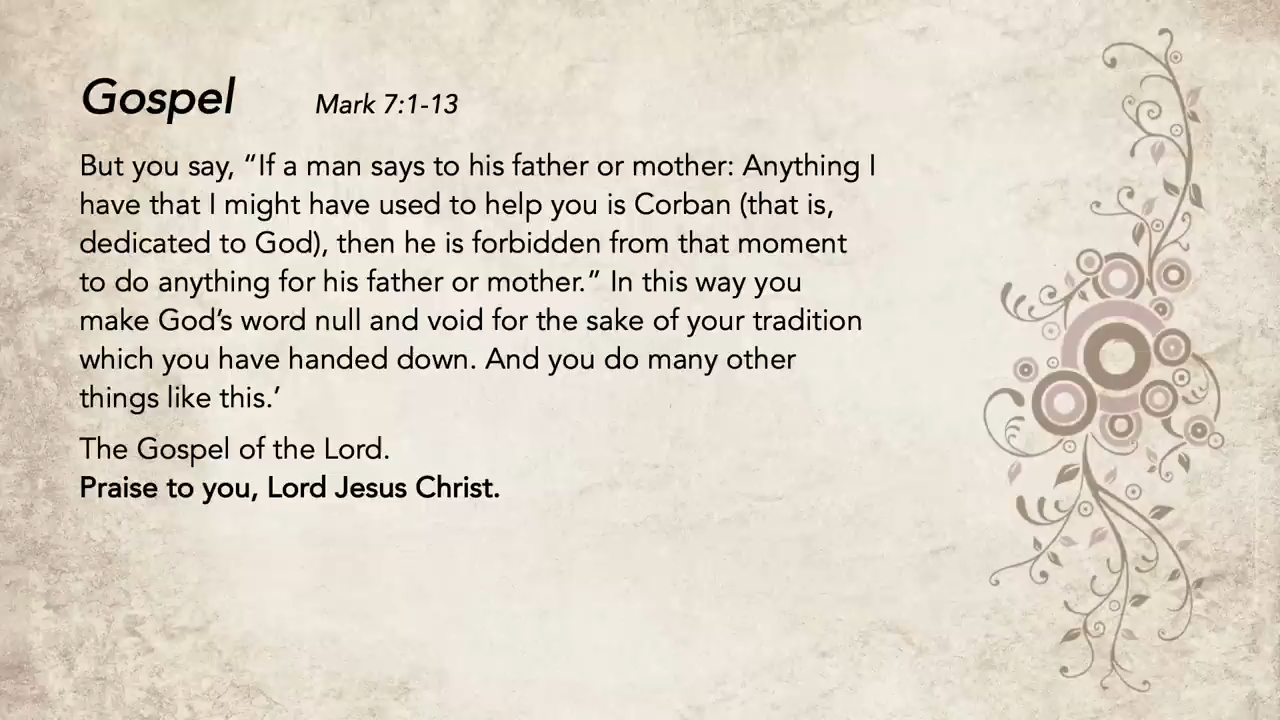 Gospel Mark 7:1-13
But you say, “If a man says to his father or mother: Anything I
have that I might have used to help you is Corban (that is,
dedicated to God), then he is forbidden from that moment
to do anything for his father or mother.” In this way you
make God’s word null and void for the sake of your tradition
which you have handed down. And you do many other
things like this.’
The Gospel of the Lord.
Praise to you, Lord Jesus Christ.